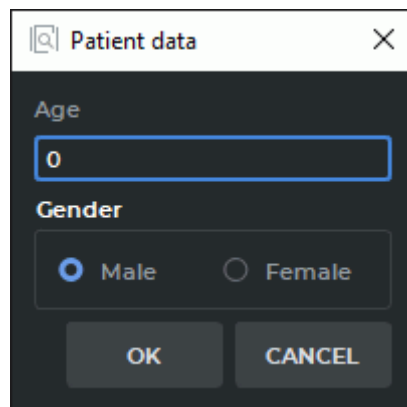 Patient data
Age
0
Gender
Male Female
OK CANCEL